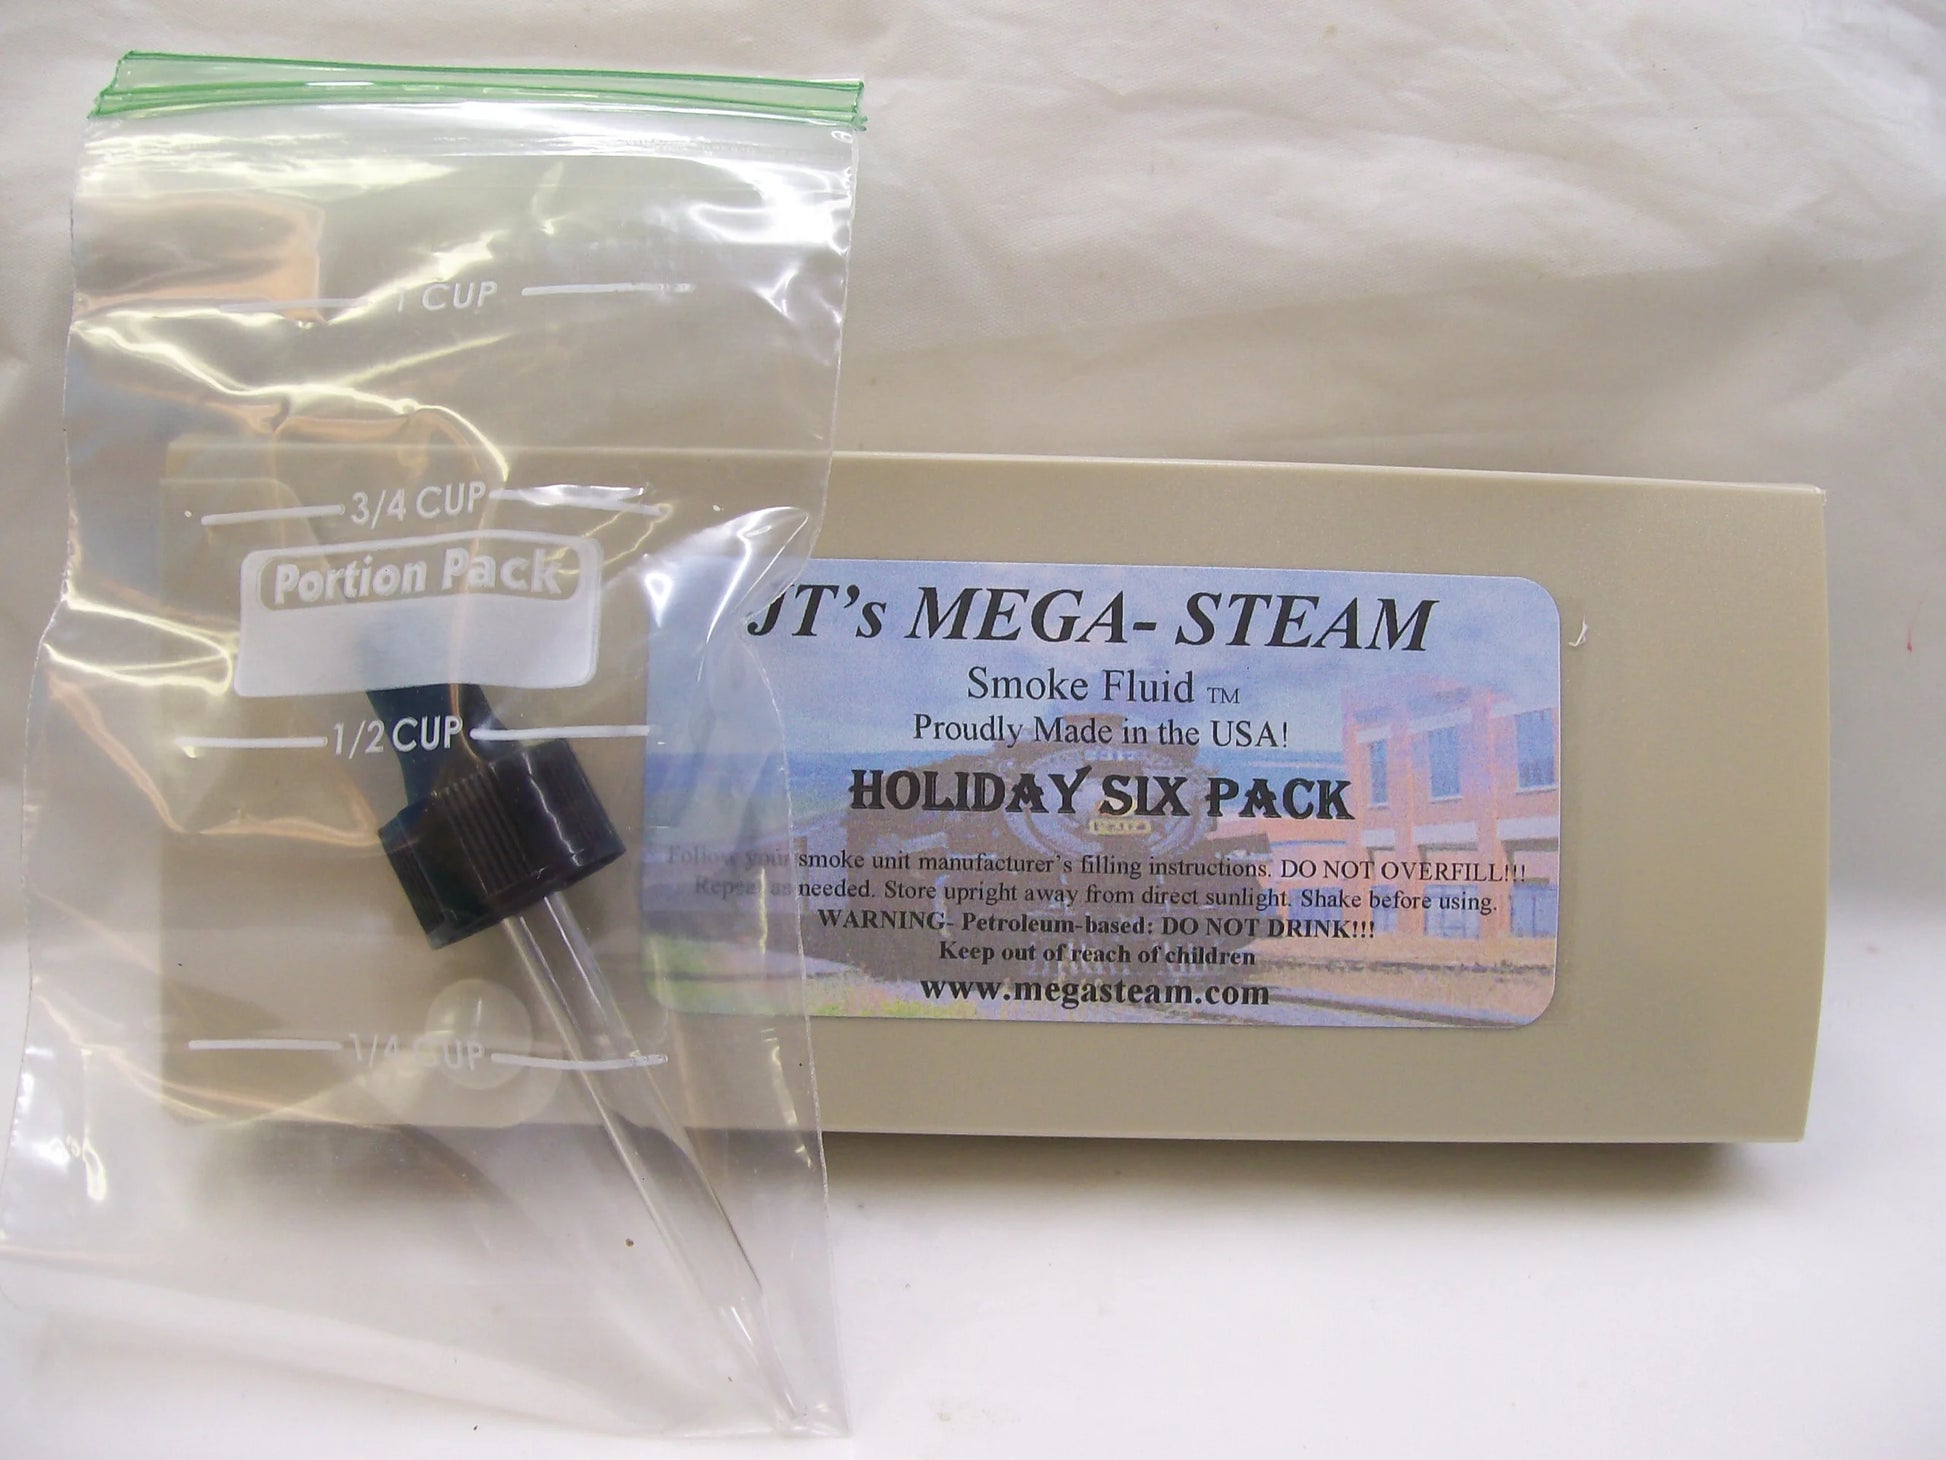 1 CUP
3/4 CUP
Portion Pack
1/2 CUP
1/4 CUP
JT's MEGA- STEAM
Smoke Fluid TM
Proudly Made in the USA!
HOLIDAY SIX PACK
Follow your smoke unit manufacturer's filling instructions. DO NOT OVERFILL!!!
Repeat as needed. Store upright away from direct sunlight. Shake before using.
WARNING- Petroleum-based: DO NOT DRINK!!!
Keep out of reach of children
www.megasteam.com